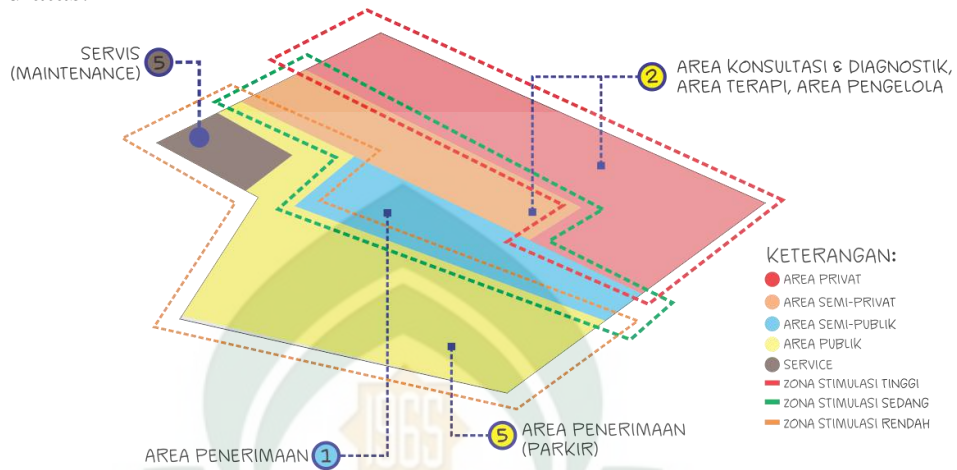 SERVIS
(MAINTENANCE)
5
2
AREA KONSULTASI & DIAGNOSTIK,
AREA TERAPI, AREA PENGELOLA
KETERANGAN:
AREA PRIVAT
AREA SEMI-PRIVAT
AREA SEMI-PUBLIK
AREA PUBLIK
SERVICE
ZONA STIMULASI TINGGI
ZONA STIMULASI SEDANG
ZONA STIMULASI RENDAH
1965
5
AREA PENERIMAAN
(PARKIR)
AREA PENERIMAAN
1